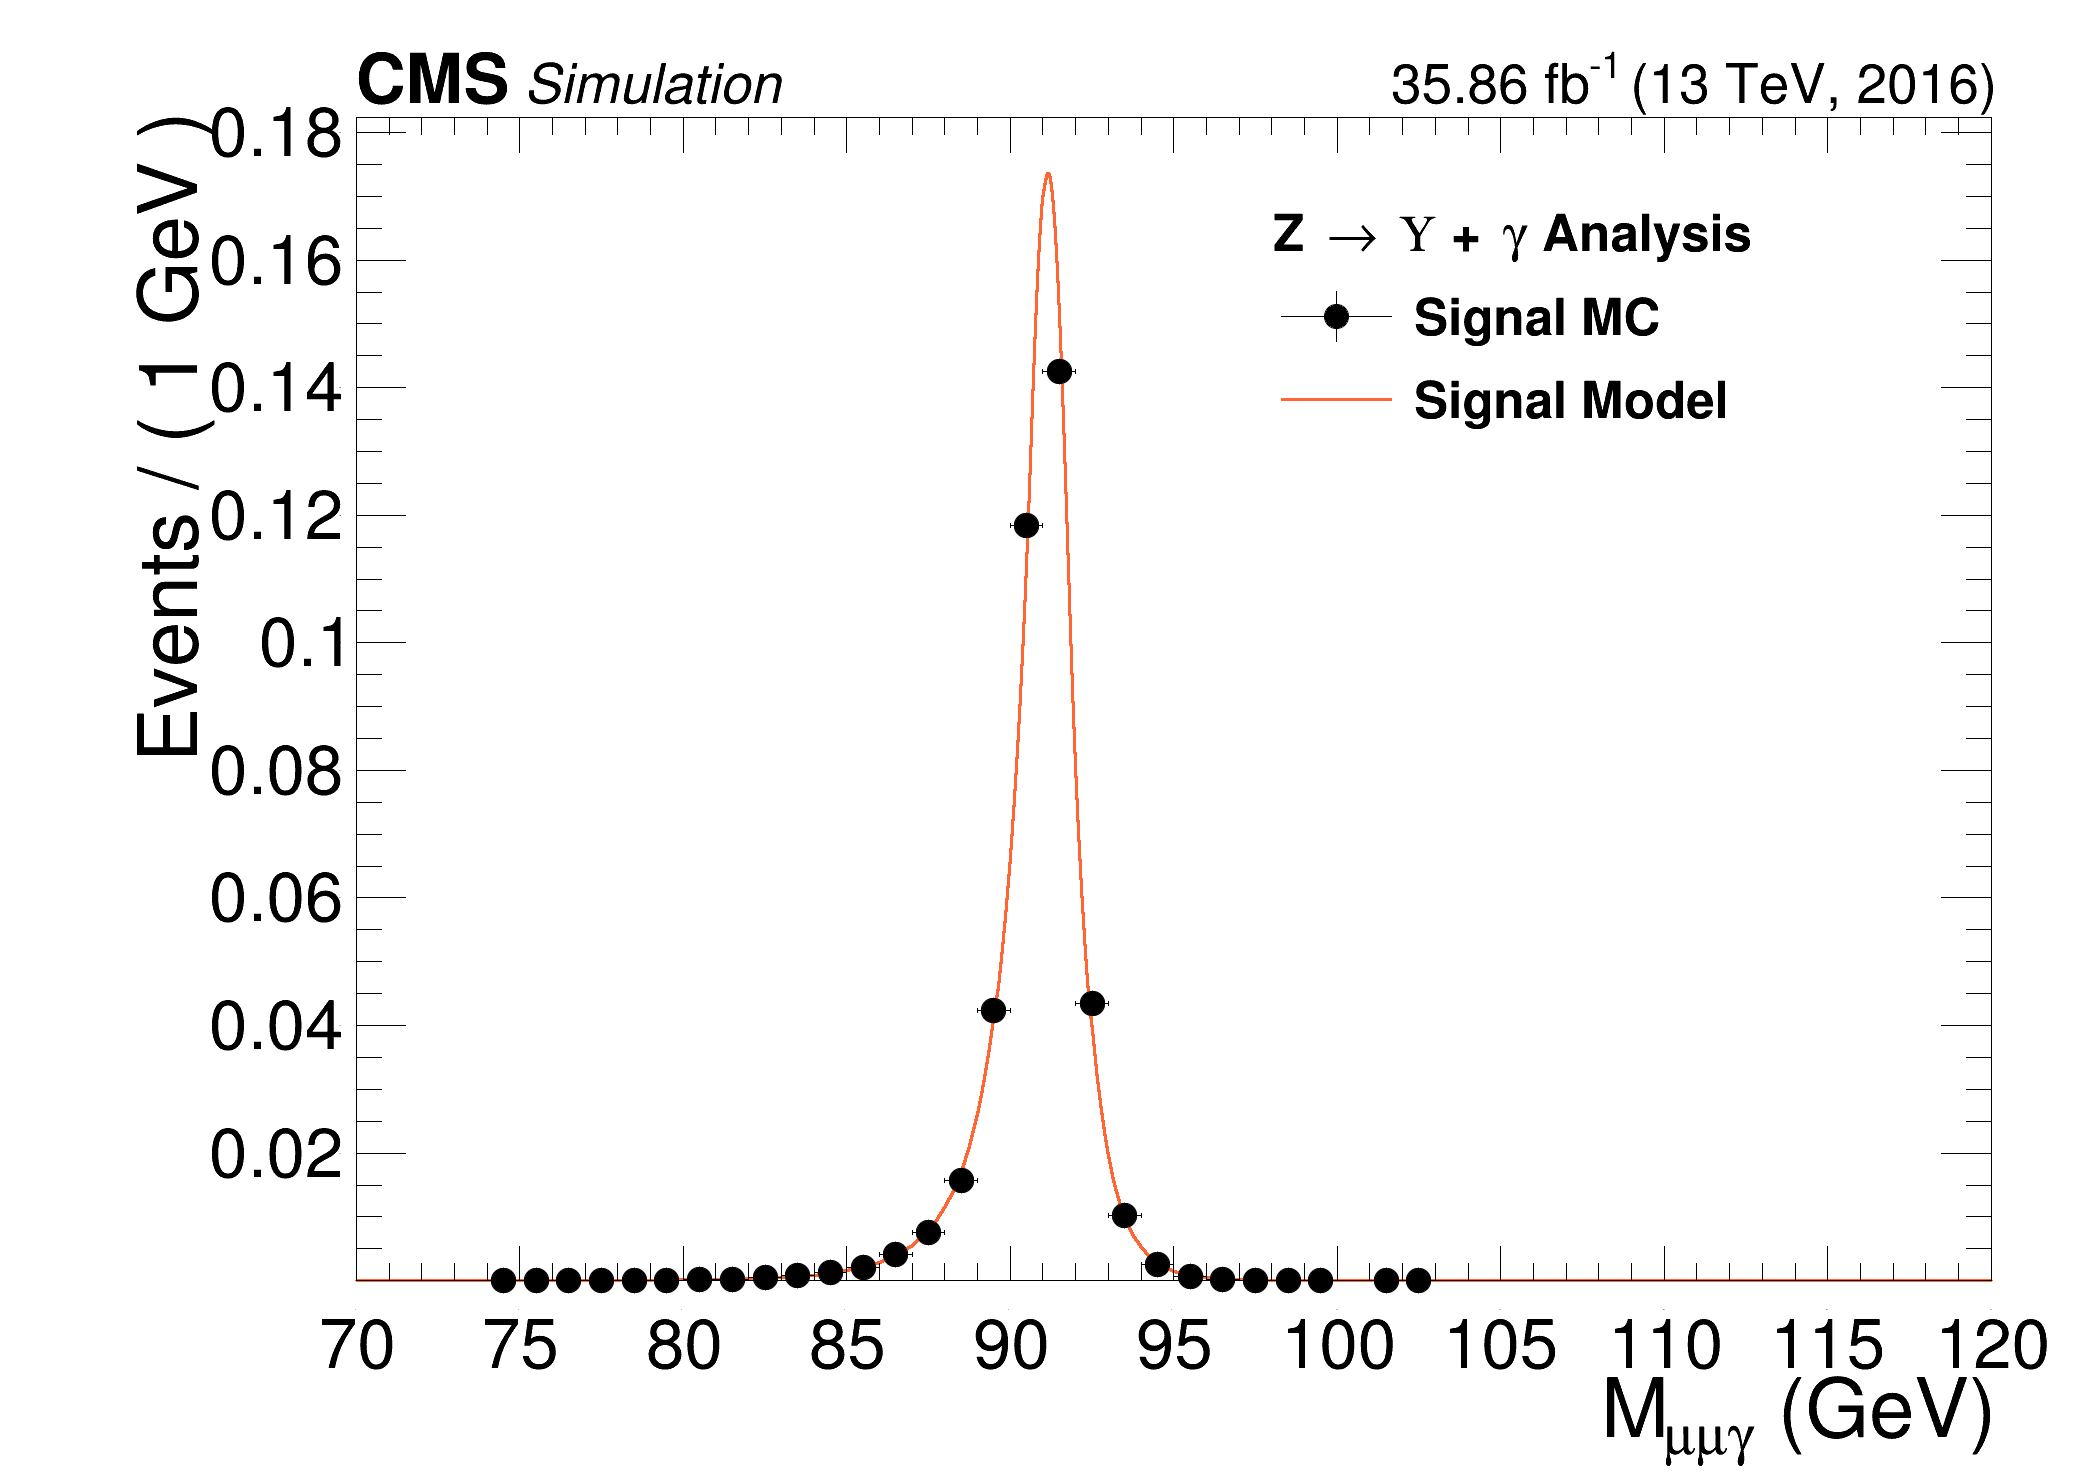 CMS Simulation
35.86 fb⁻¹ (13 TeV, 2016)
Events / ( 1 GeV )
0.18
0.16
0.14
0.12
0.1
0.08
0.06
0.04
0.02
Z → ϒ + γ Analysis
Signal MC
Signal Model
70 75 80 85 90 95 100 105 110 115 120
M_μμγ (GeV)